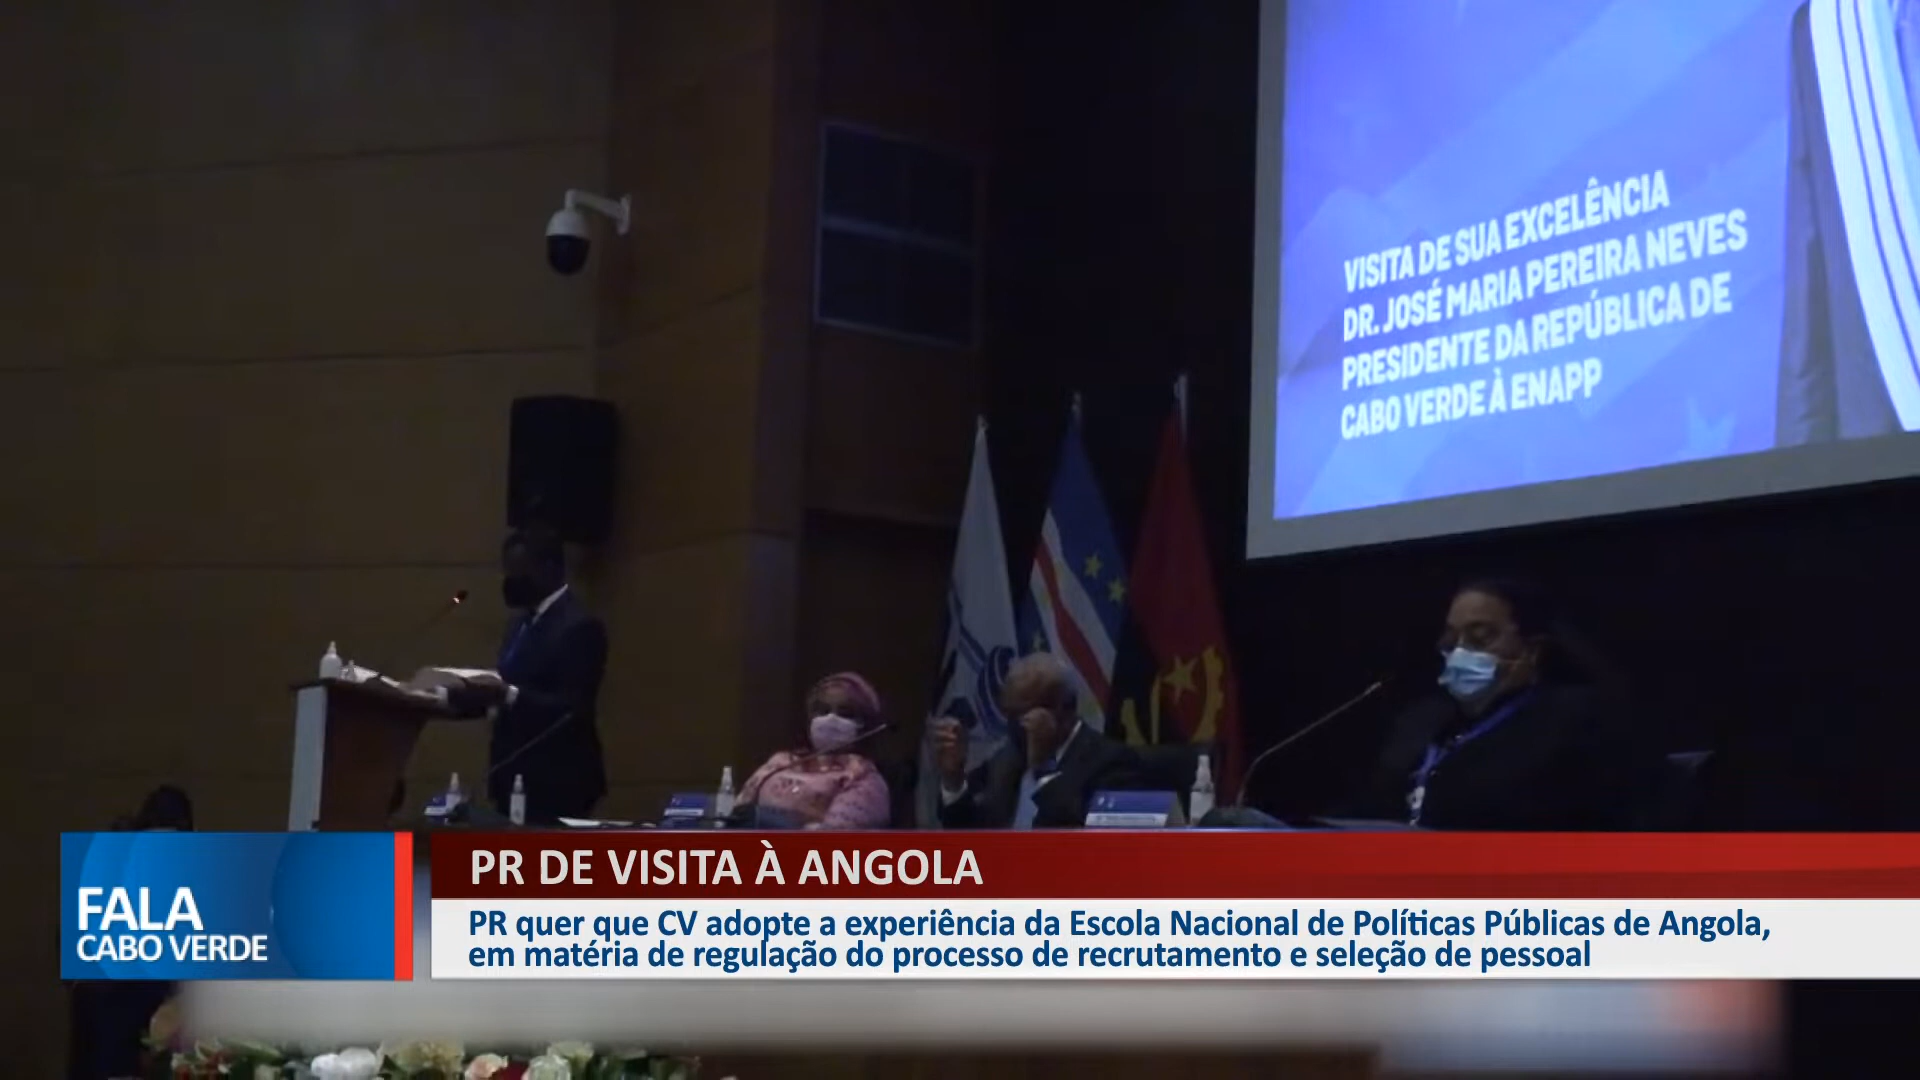 VISITA DE SUA EXCELÊNCIA
DR. JOSÉ MARIA PEREIRA NEVES
PRESIDENTE DA REPÚBLICA DE
CABO VERDE À ENAPP
FALA
CABO VERDE
PR DE VISITA À ANGOLA
PR quer que CV adopte a experiência da Escola Nacional de Políticas Públicas de Angola,
em matéria de regulação do processo de recrutamento e seleção de pessoal